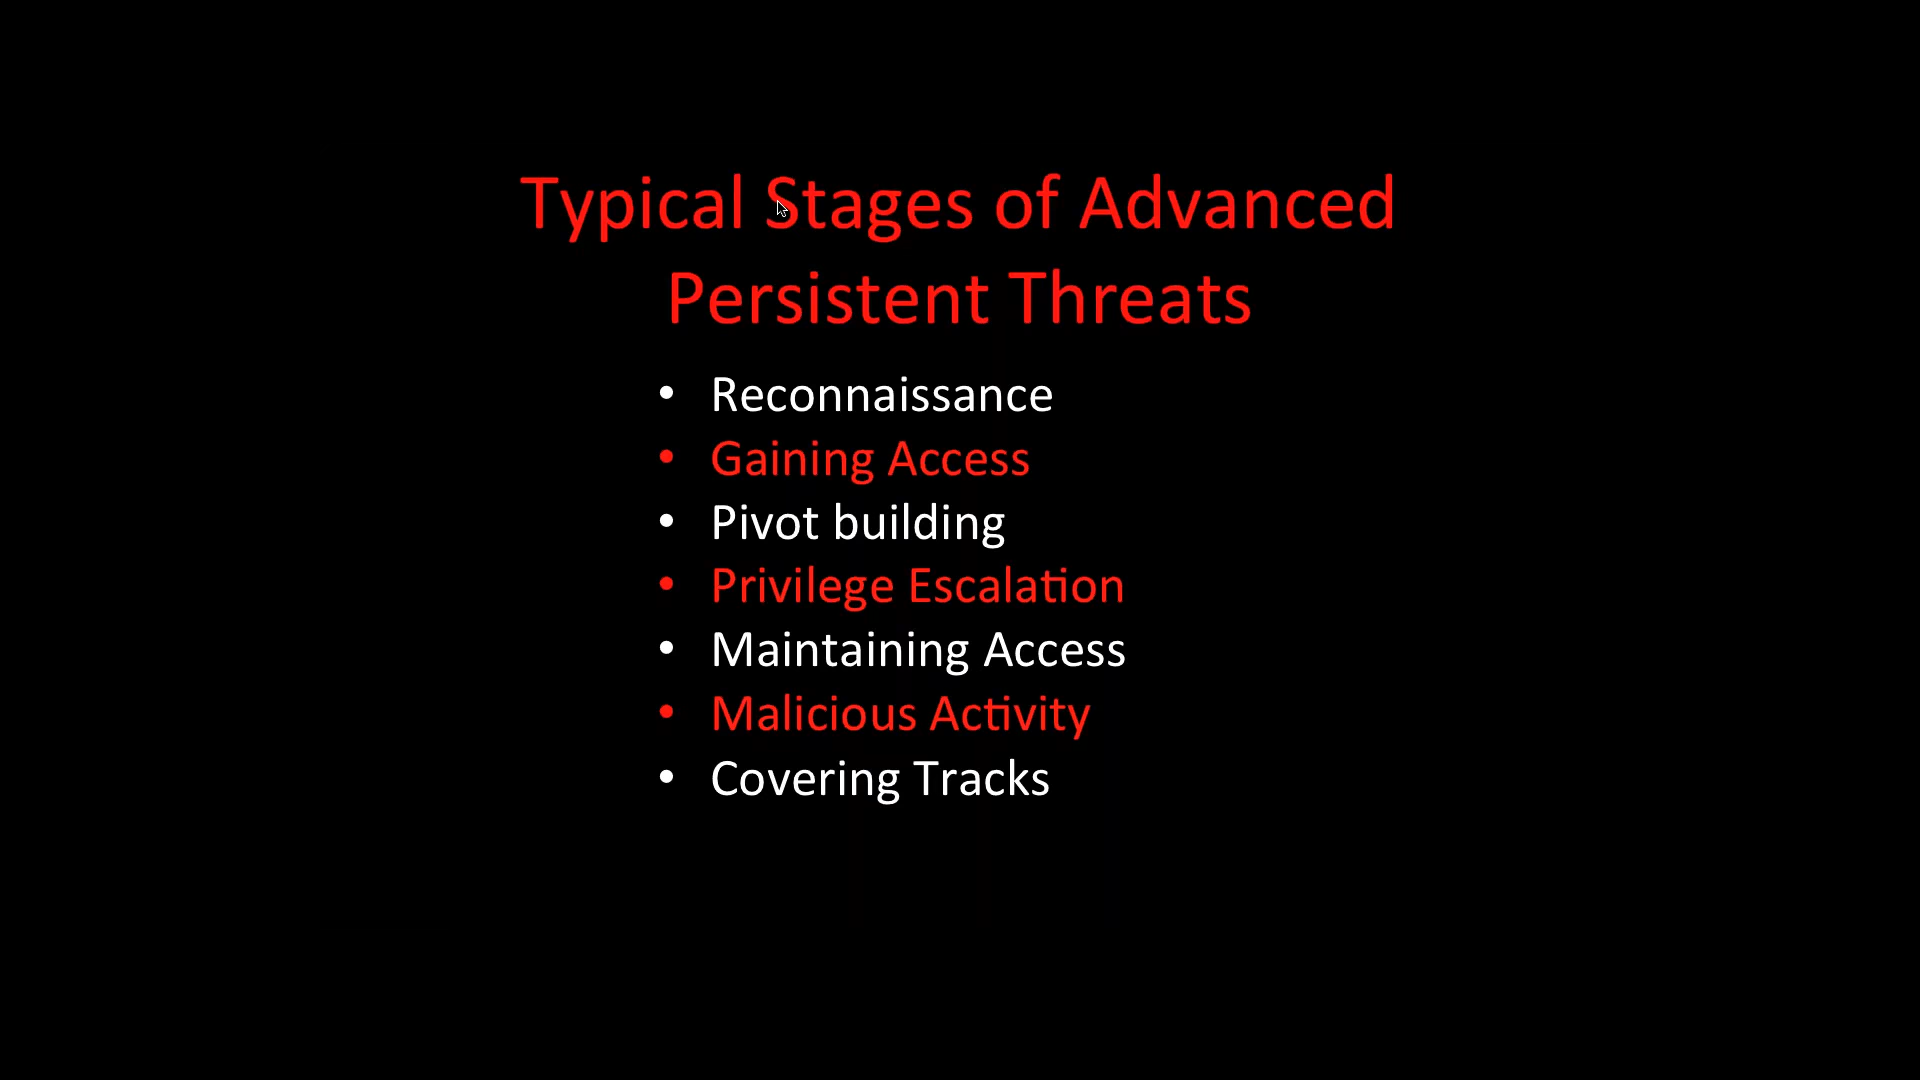 Typical Stages of Advanced
Persistent Threats
• Reconnaissance
• Gaining Access
• Pivot building
• Privilege Escalation
• Maintaining Access
• Malicious Activity
• Covering Tracks